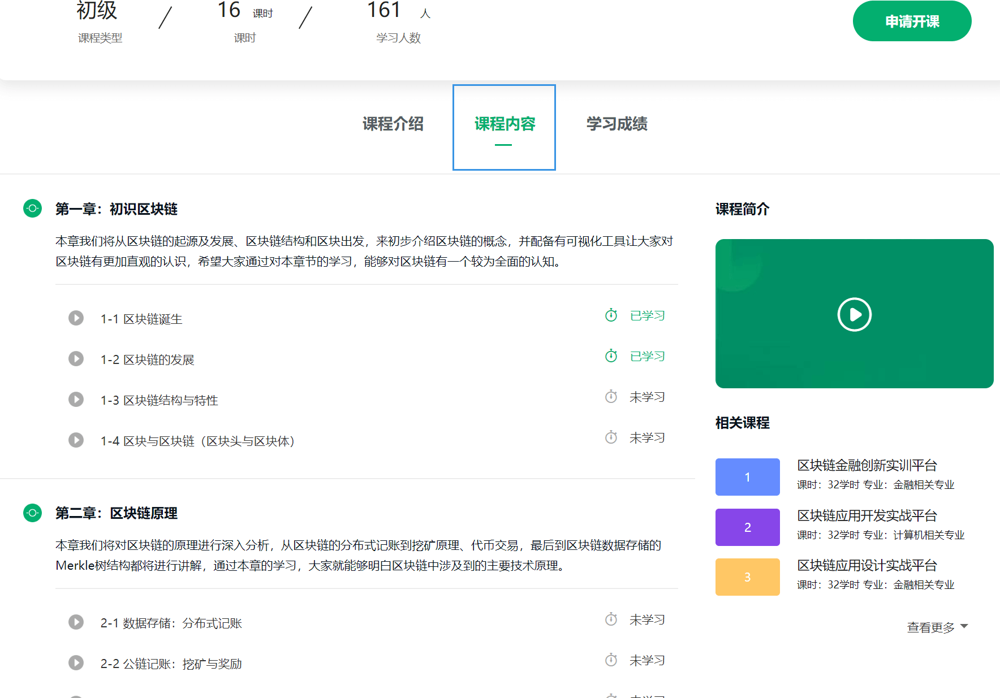 初级
16 课时
161 人
课程类型
课时
学习人数
申请开课
课程介绍
课程内容
学习成绩
第一章：初识区块链
本章我们将从区块链的起源及发展、区块链结构和区块出发，来初步介绍区块链的概念，并配备有可视化工具让大家对
区块链有更加直观的认识，希望大家通过对本章节的学习，能够对区块链有一个较为全面的认知。
1-1 区块链诞生
已学习
1-2 区块链的发展
已学习
1-3 区块链结构与特性
未学习
1-4 区块与区块链（区块头与区块体）
未学习
第二章：区块链原理
本章我们将对区块链的原理进行深入分析，从区块链的分布式记账到挖矿原理、代币交易，最后到区块链数据存储的
Merkle树结构都将进行讲解，通过本章的学习，大家就能够明白区块链中涉及到的主要技术原理。
2-1 数据存储：分布式记账
未学习
2-2 公链记账：挖矿与奖励
未学习
课程简介
相关课程
1
区块链金融创新实训平台
课时：32学时 专业：金融相关专业
2
区块链应用开发实战平台
课时：32学时 专业：计算机相关专业
3
区块链应用设计实战平台
课时：32学时 专业：金融相关专业
查看更多